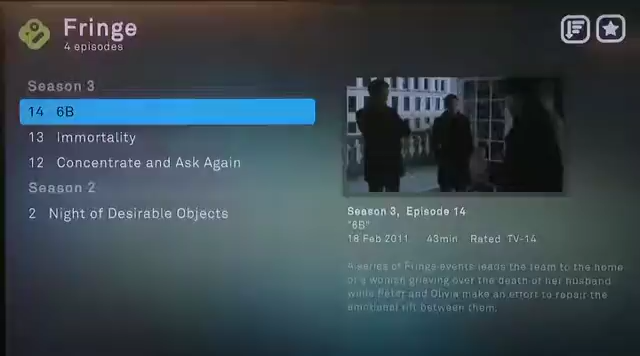 Fringe
4 episodes
Season 3
14 6B
13 Immortality
12 Concentrate and Ask Again
Season 2
2 Night of Desirable Objects
Season 3, Episode 14
"6B"
18 Feb 2011 43min Rated TV-14
A series of Fringe events leads the team to the home
of a woman grieving over the death of her husband
while Peter and Olivia make an effort to repair the
emotional rift between them.